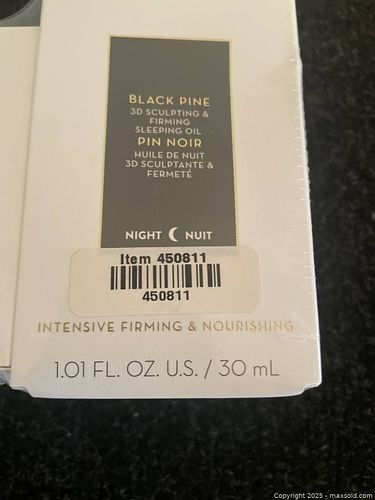 BLACK PINE
3D SCULPTING &
FIRMING
SLEEPING OIL
PIN NOIR
HUILE DE NUIT
3D SCULPTANTE &
FERMETÉ
NIGHT NUIT
Item 450811
450811
INTENSIVE FIRMING & NOURISHING
1.01 FL. OZ. U.S. / 30 mL
Copyright 2025 - maxsold.com